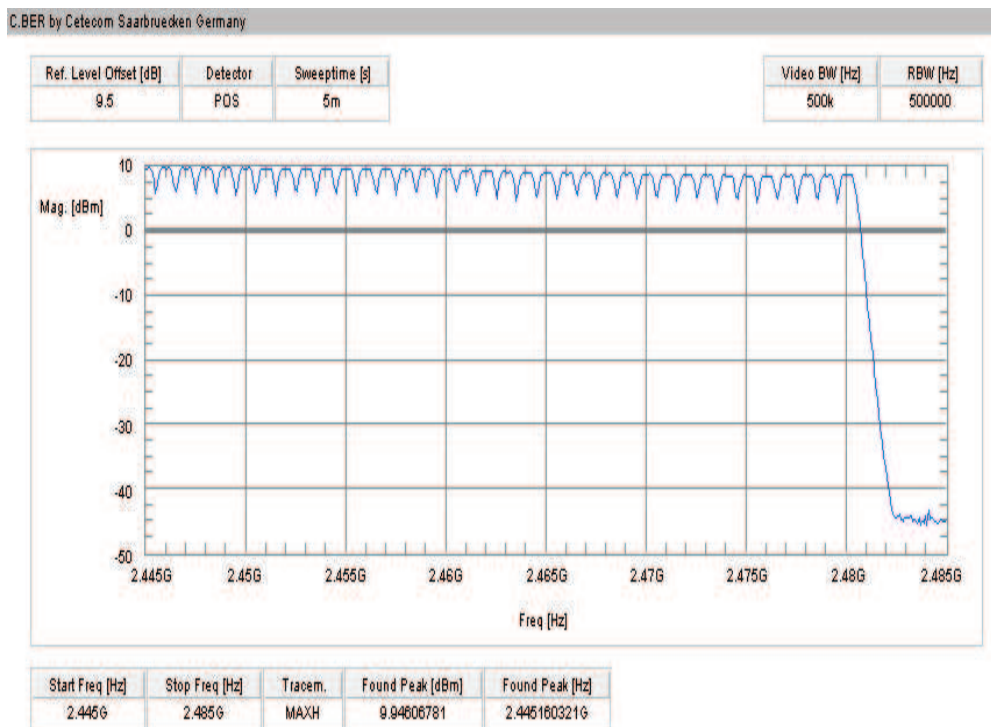 C.BER by Cetecom Saarbruecken Germany
Ref. Level Offset [dB] Detector Sweeptime [s] Video BW [Hz] RBW [Hz]
9.5 POS 5m 500k 500000
10
Mag. [dBm]
0
-10
-20
-30
-40
-50
2.445G 2.45G 2.455G 2.46G 2.465G 2.47G 2.475G 2.48G 2.485G
Freq [Hz]
Start Freq [Hz] Stop Freq [Hz] Tracem. Found Peak [dBm] Found Peak [Hz]
2.445G 2.485G MAXH 9.94606781 2.445160321G